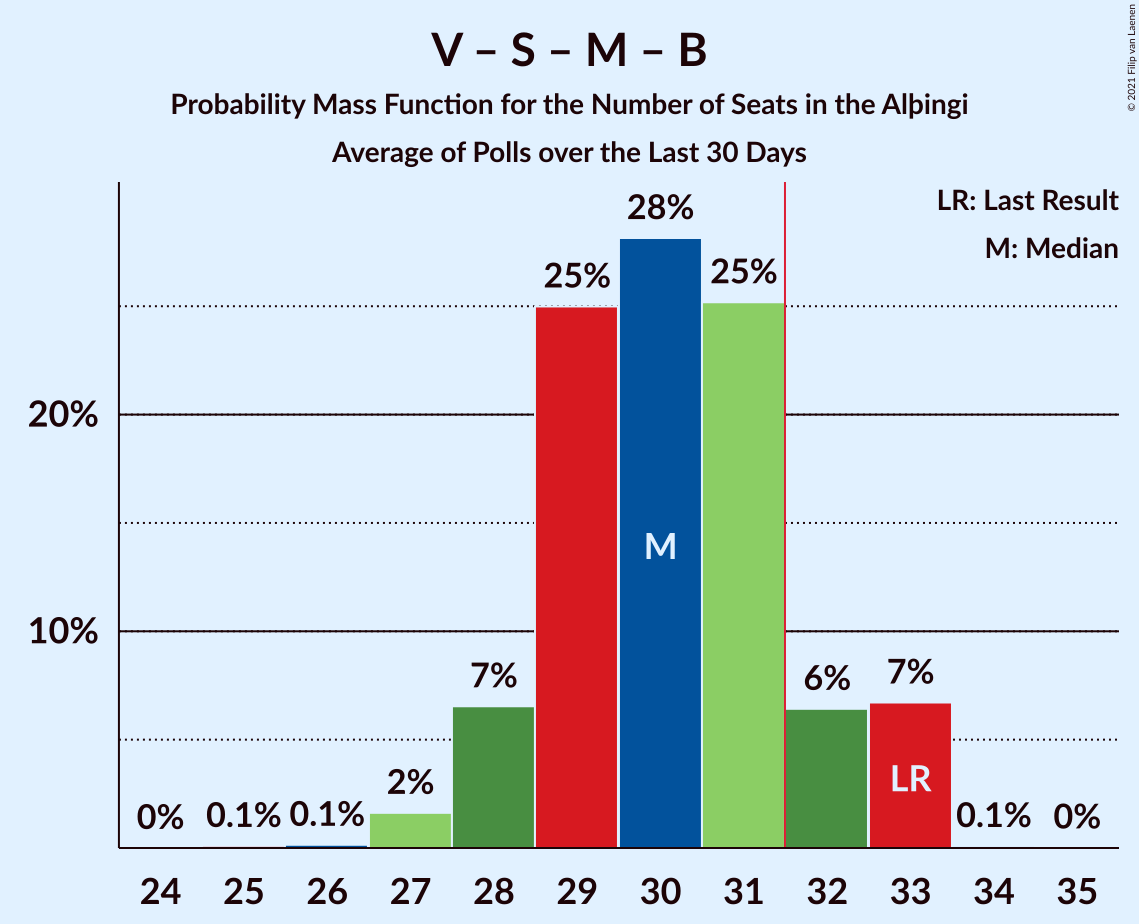 V – S – M – B
Probability Mass Function for the Number of Seats in the Alþingi
Average of Polls over the Last 30 Days
© 2021 Filip van Laenen
LR: Last Result
M: Median
20%
10%
0%
0.1%
0.1%
2%
7%
25%
28%
25%
6%
7%
0.1%
0%
M
LR
24 25 26 27 28 29 30 31 32 33 34 35